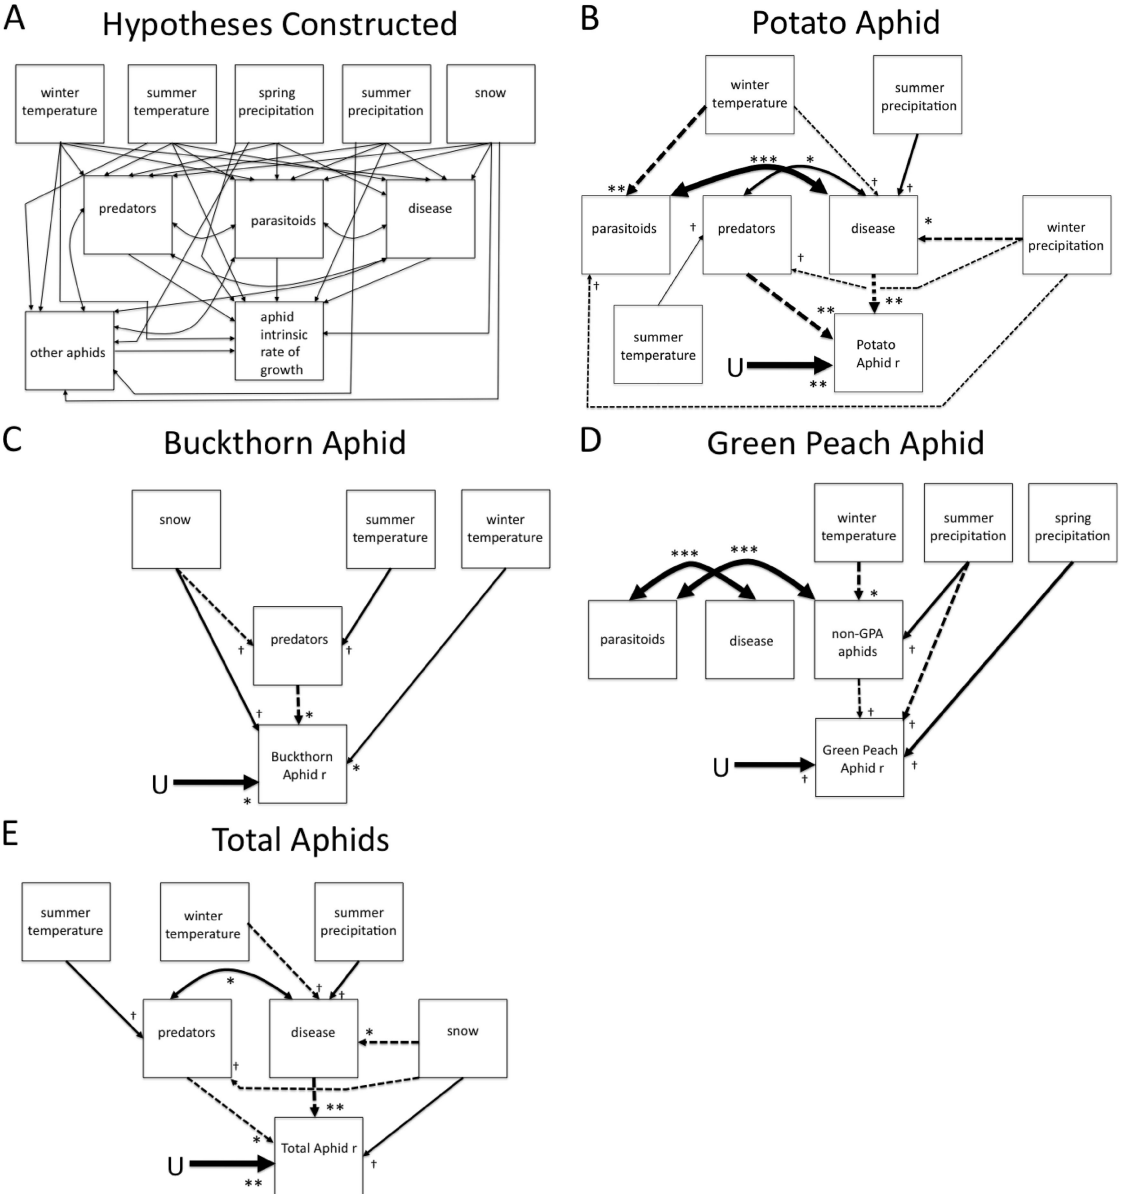 A
Hypotheses Constructed
winter
temperature
summer
temperature
spring
precipitation
summer
precipitation
snow
predators
parasitoids
disease
other aphids
aphid
intrinsic
rate of
growth
B
Potato Aphid
winter
temperature
summer
precipitation
***
*
**
†
†
parasitoids
predators
disease
winter
precipitation
†
*
†
†
summer
temperature
**
**
Potato
Aphid r
U
**
C
Buckthorn Aphid
snow
summer
temperature
winter
temperature
predators
†
†
†
*
Buckthorn
Aphid r
*
U
*
D
Green Peach Aphid
winter
temperature
summer
precipitation
spring
precipitation
***
***
*
parasitoids
disease
non-GPA
aphids
†
†
†
Green Peach
Aphid r
†
U
†
E
Total Aphids
summer
temperature
winter
temperature
summer
precipitation
*
†
†
†
predators
disease
*
snow
†
**
*
Total Aphid r
†
U
**